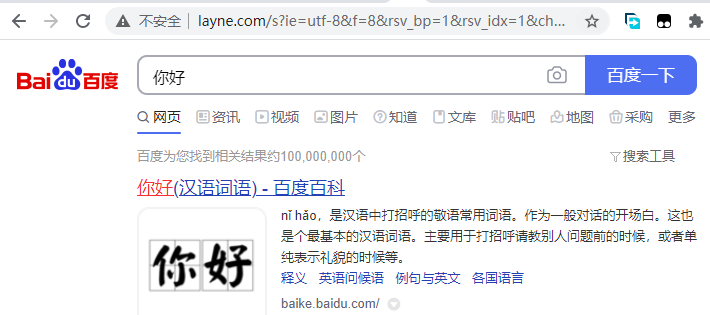 不安全 | layne.com/s?ie=utf-8&f=8&rsv_bp=1&rsv_idx=1&ch...
Bai du 百度 你好 百度一下
网页 资讯 视频 图片 知道 文库 贴 贴吧 地图 采购 更多
百度为您找到相关结果约100,000,000个 搜索工具
你好(汉语词语) - 百度百科
你好
nǐ hǎo，是汉语中打招呼的敬语常用词语。作为一般对话的开场白。这也
是个最基本的汉语词语。主要用于打招呼请教别人问题前的时候，或者单
纯表示礼貌的时候等。
释义 英语问候语 例句与英文 各国语言
baike.baidu.com/